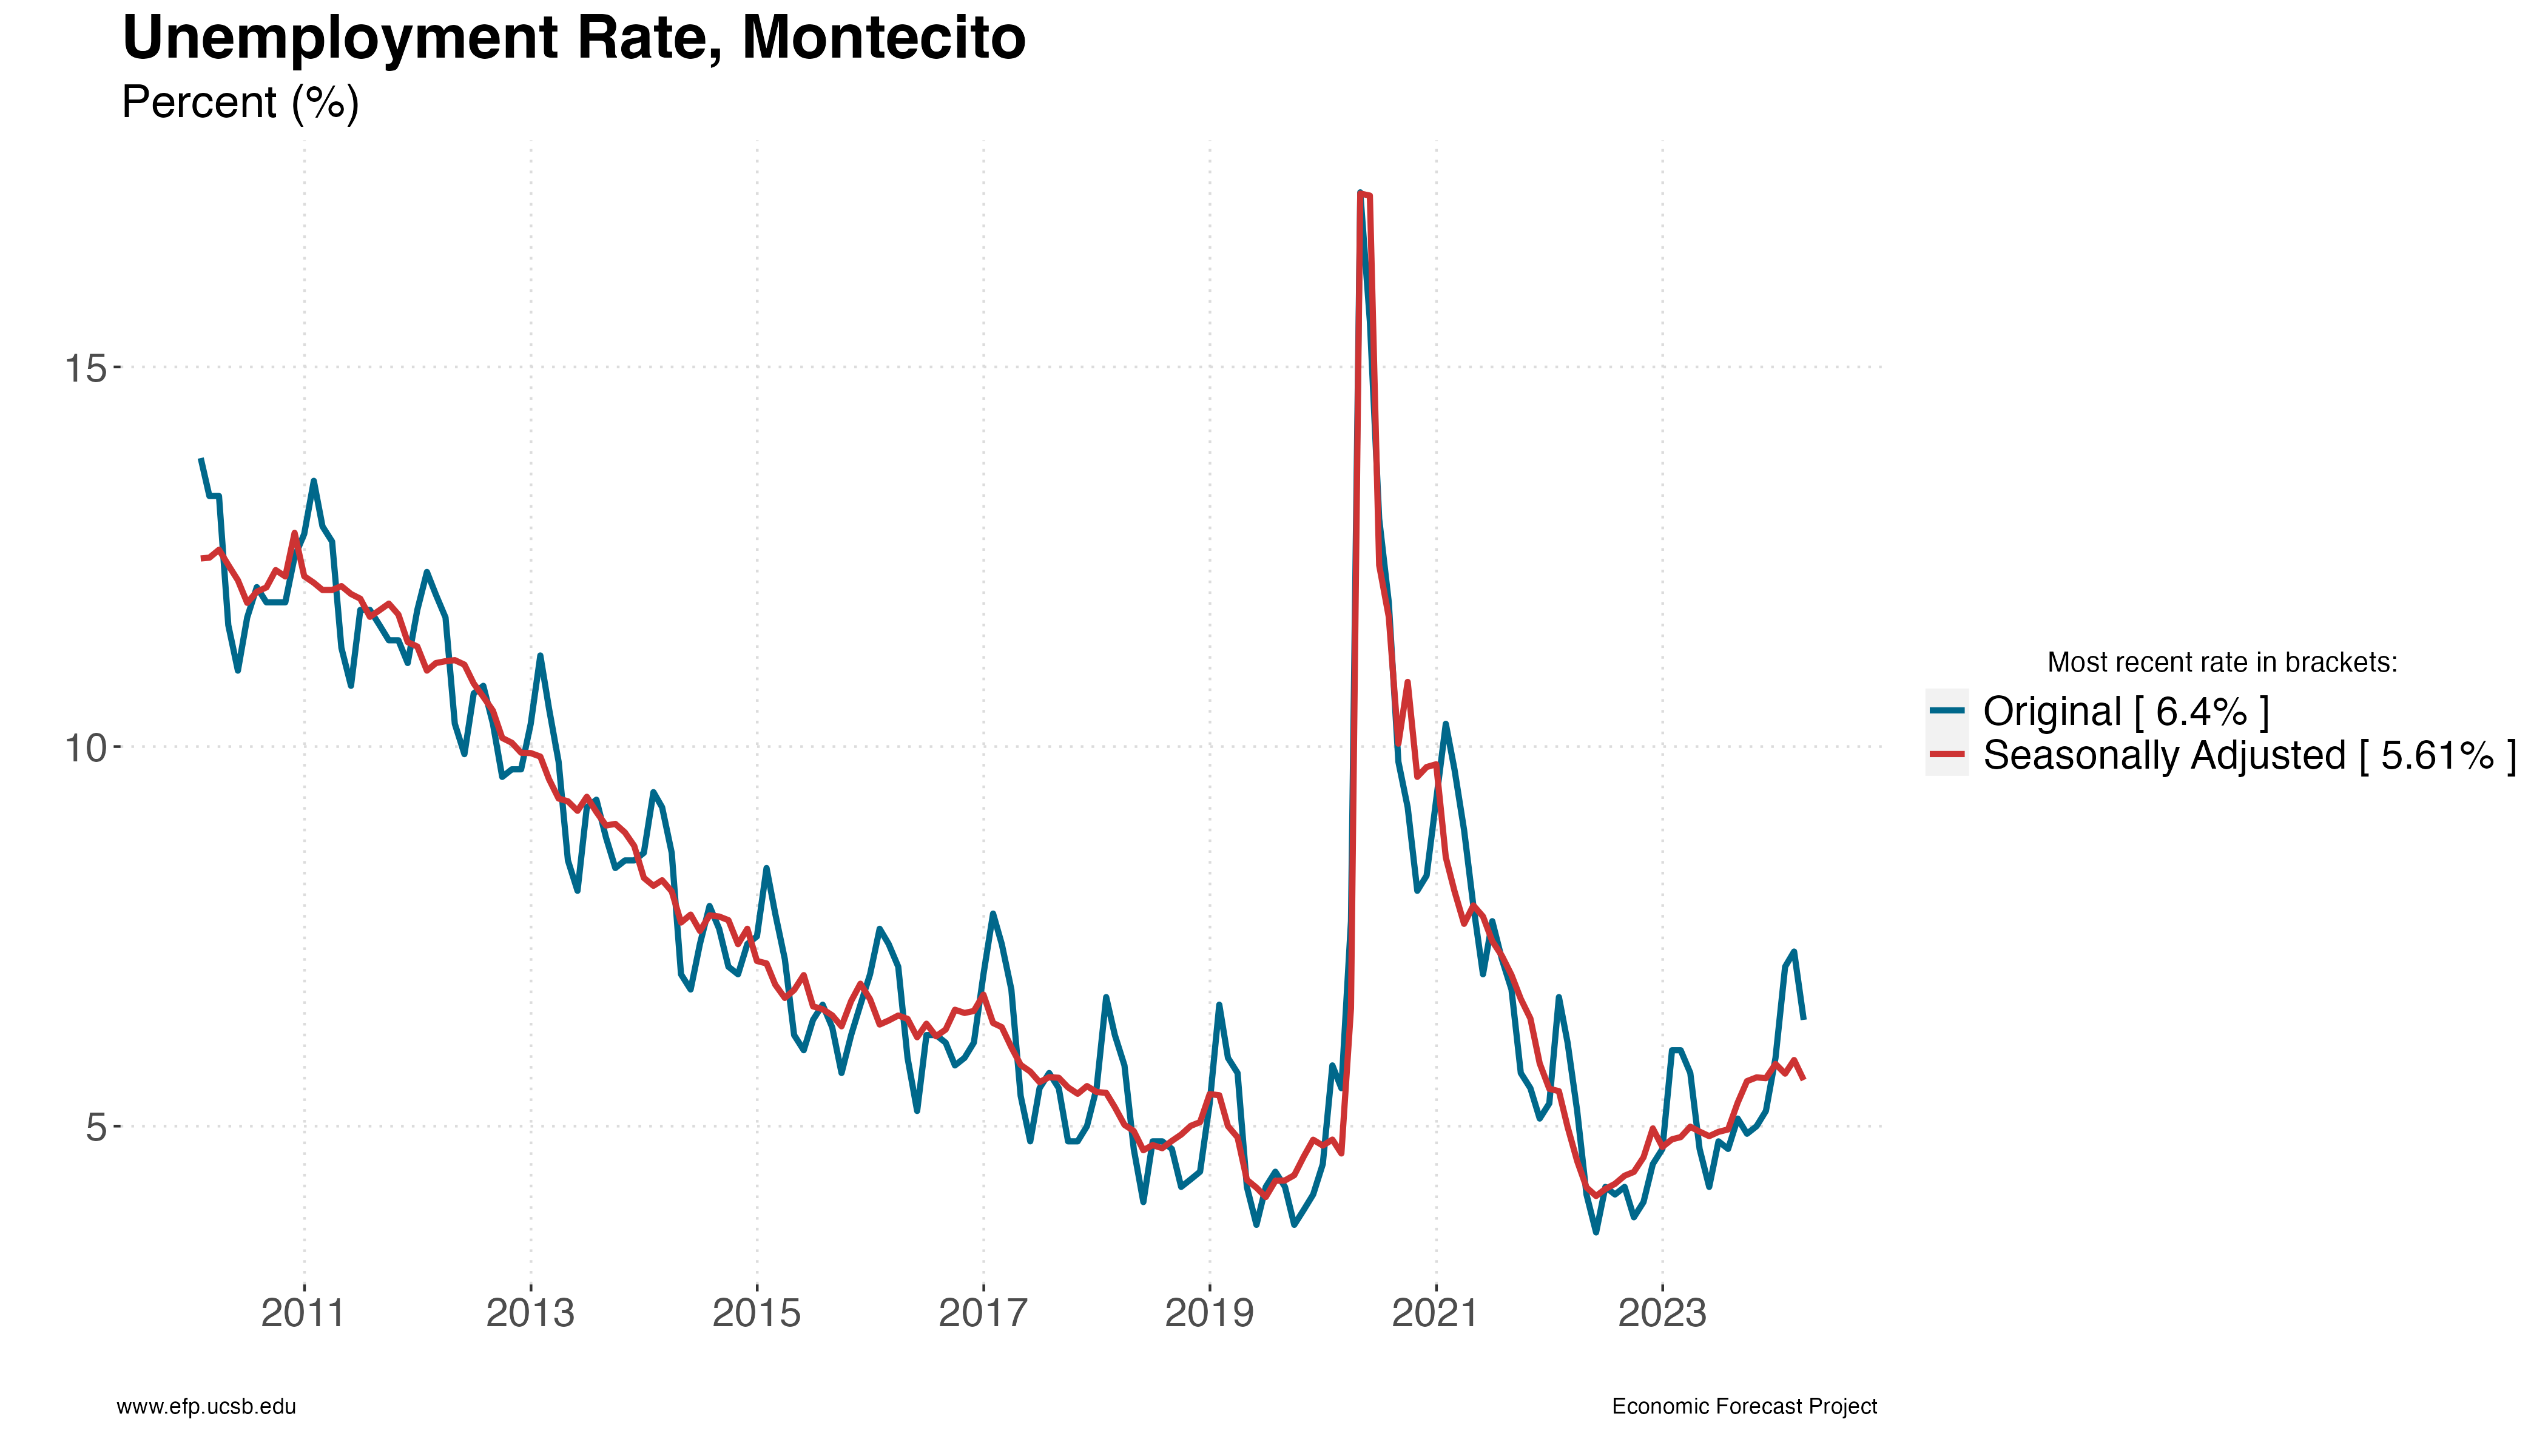 Unemployment Rate, Montecito
Percent (%)
15
10
5
2011 2013 2015 2017 2019 2021 2023
Most recent rate in brackets:
Original [ 6.4% ]
Seasonally Adjusted [ 5.61% ]
www.efp.ucsb.edu
Economic Forecast Project